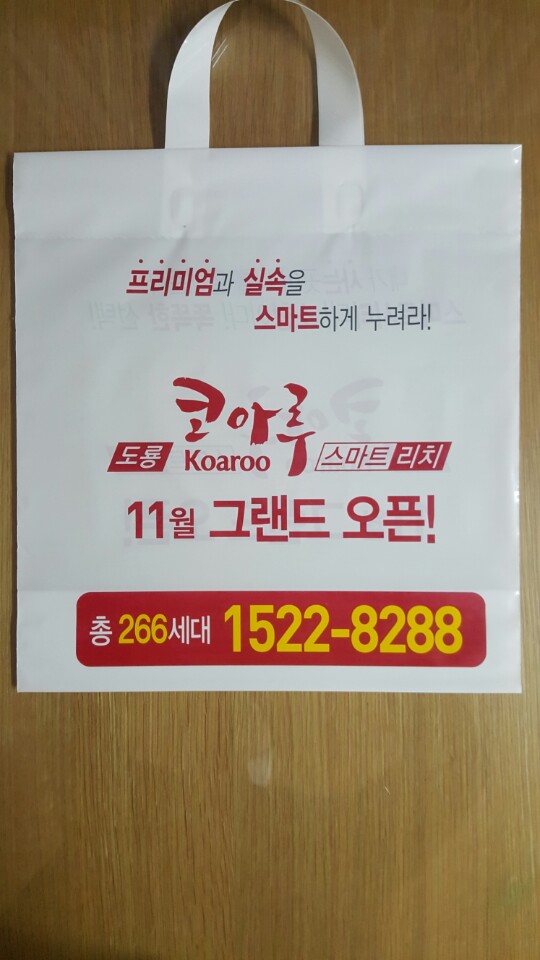 프리미엄과 실속을
스마트하게 누려라!
코아루
도룡 Koaroo 스마트 리치
11월 그랜드 오픈!
총 266세대 1522-8288